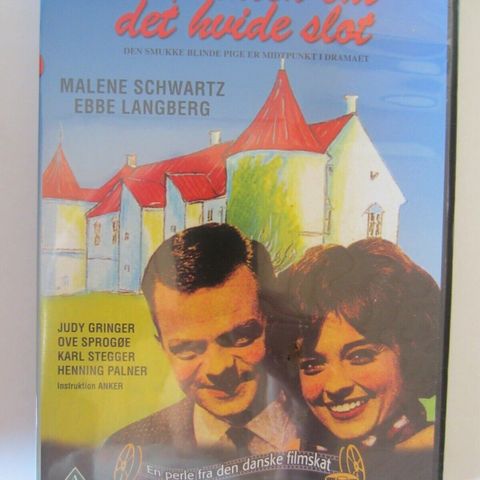 det hvide slot
DEN SMUKKE BLINDE PIGE ER MIDTPUNKT I DRAMAET
MALENE SCHWARTZ
EBBE LANGBERG
JUDY GRINGER
OVE SPROGØE
KARL STEGGER
HENNING PALNER
Instruktion ANKER
En perle fra den danske filmskat